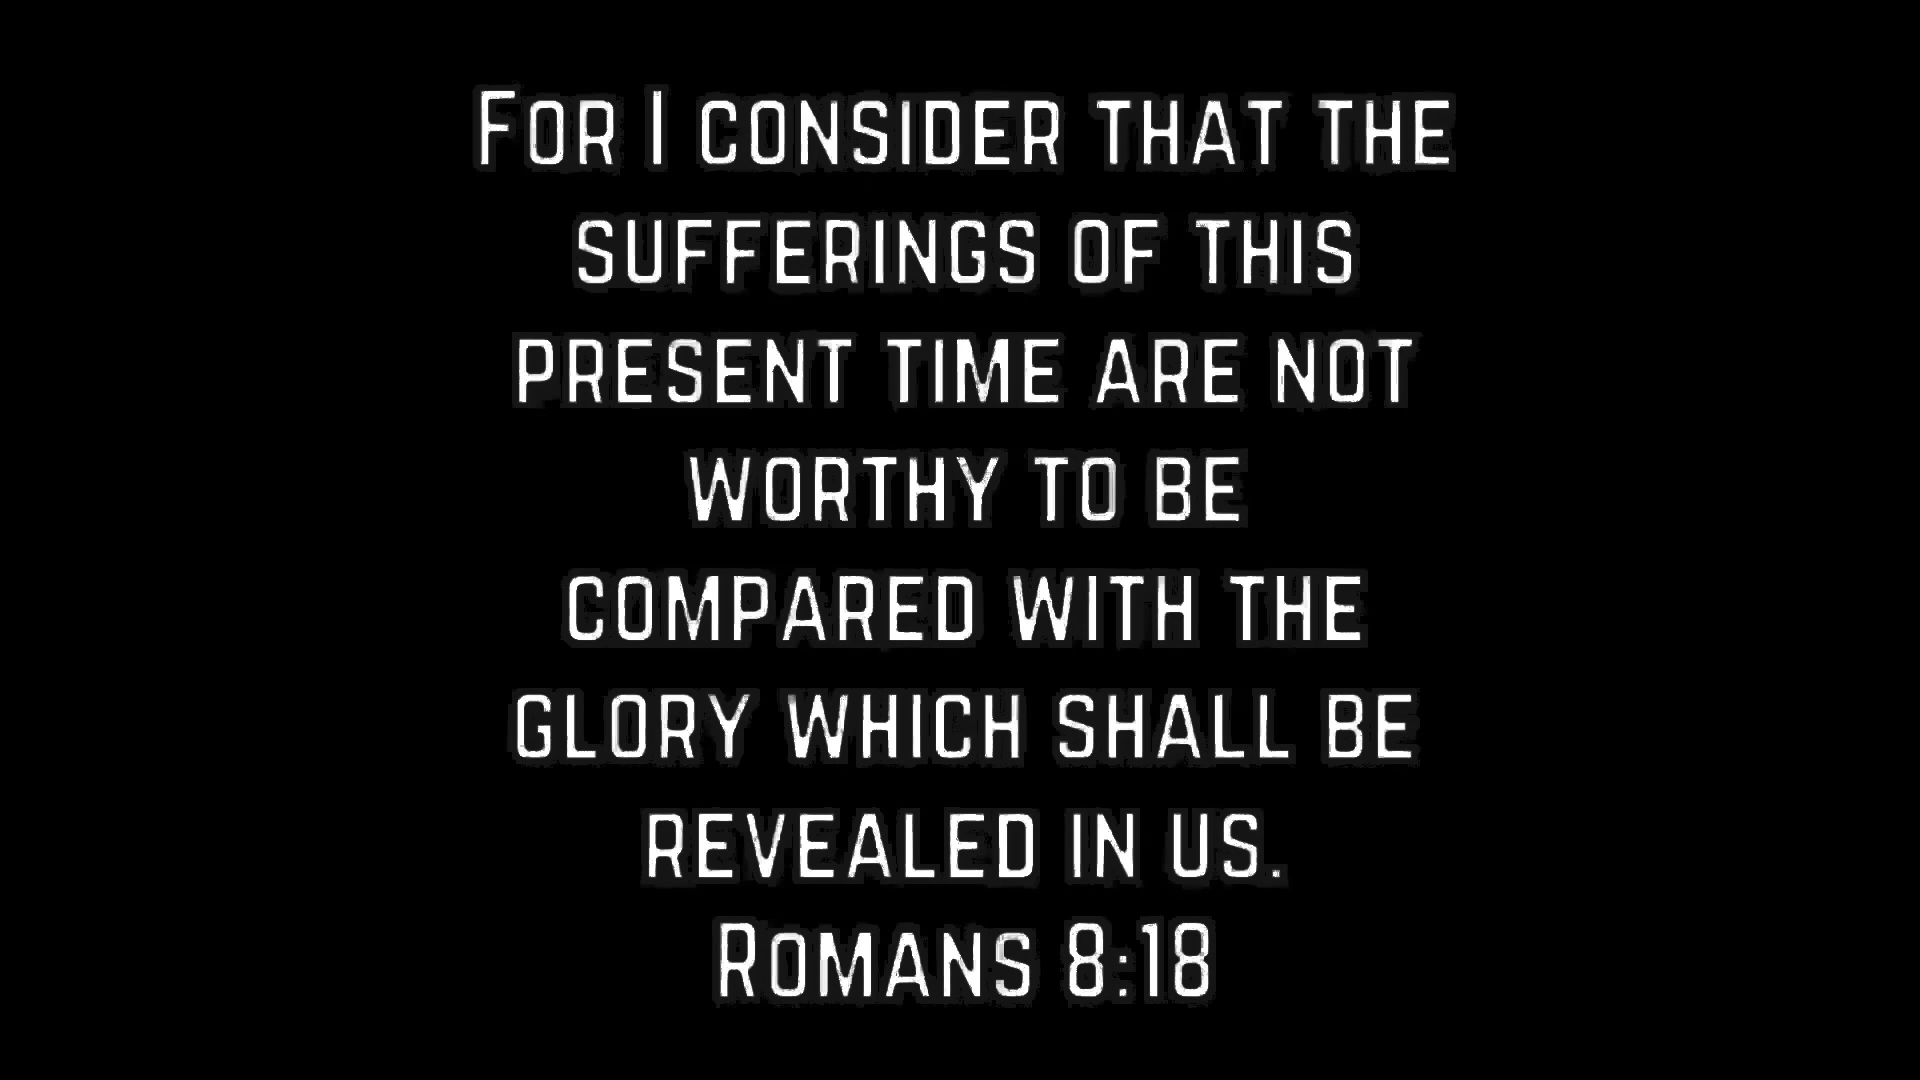 For I consider that the
sufferings of this
present time are not
worthy to be
compared with the
glory which shall be
revealed in us.
Romans 8:18